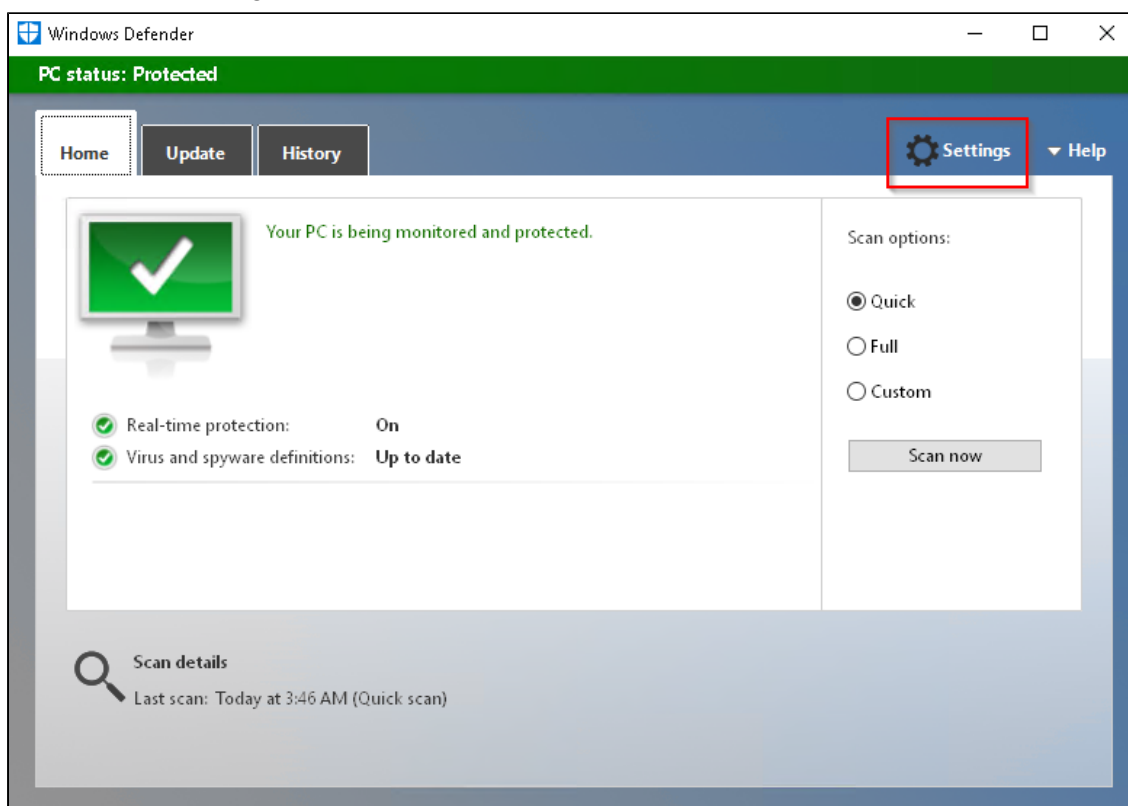 Windows Defender
PC status: Protected
Home
Update
History
Settings
Help
Your PC is being monitored and protected.
Real-time protection: On
Virus and spyware definitions: Up to date
Scan options:
Quick
Full
Custom
Scan now
Scan details
Last scan: Today at 3:46 AM (Quick scan)